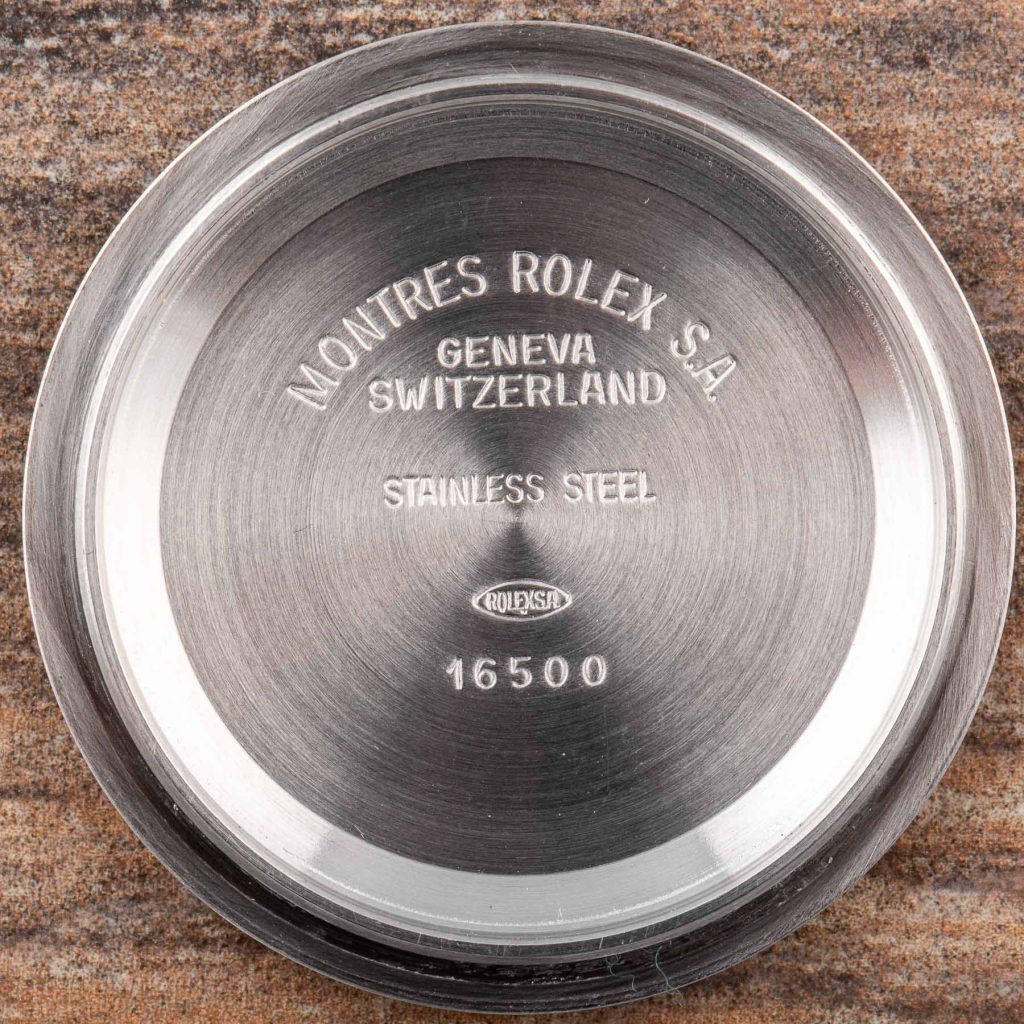 MONTRES ROLEX S.A.
GENEVA
SWITZERLAND
STAINLESS STEEL
ROLEXSA
16500